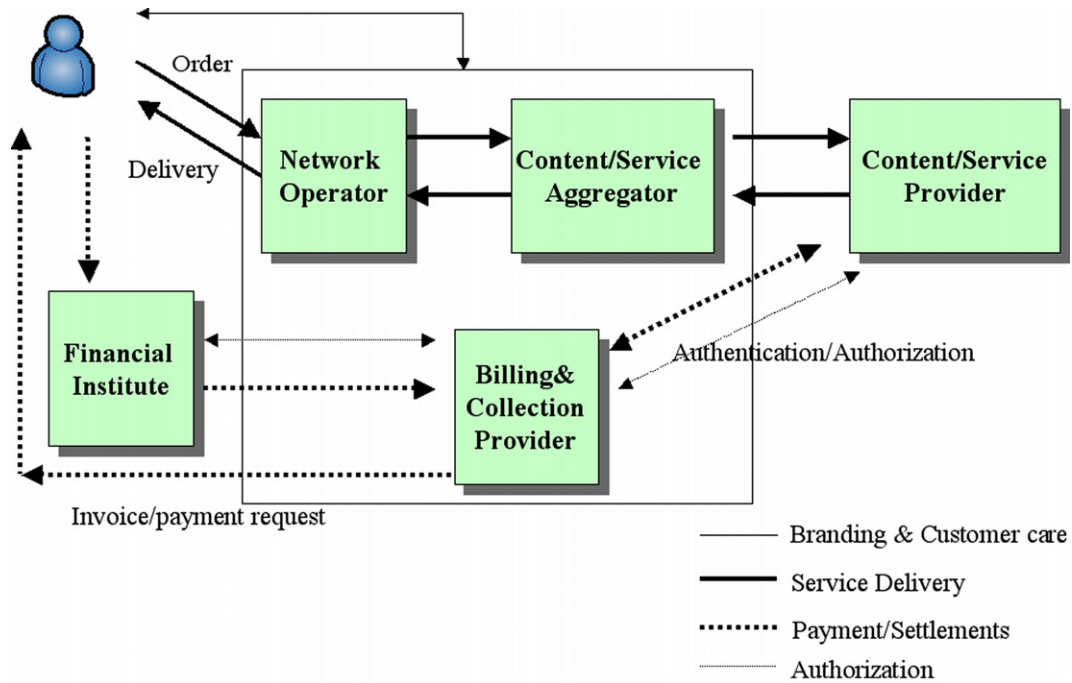 Order
Delivery
Network
Operator
Content/Service
Aggregator
Content/Service
Provider
Financial
Institute
Billing&
Collection
Provider
Authentication/Authorization
Invoice/payment request
Branding & Customer care
Service Delivery
Payment/Settlements
Authorization